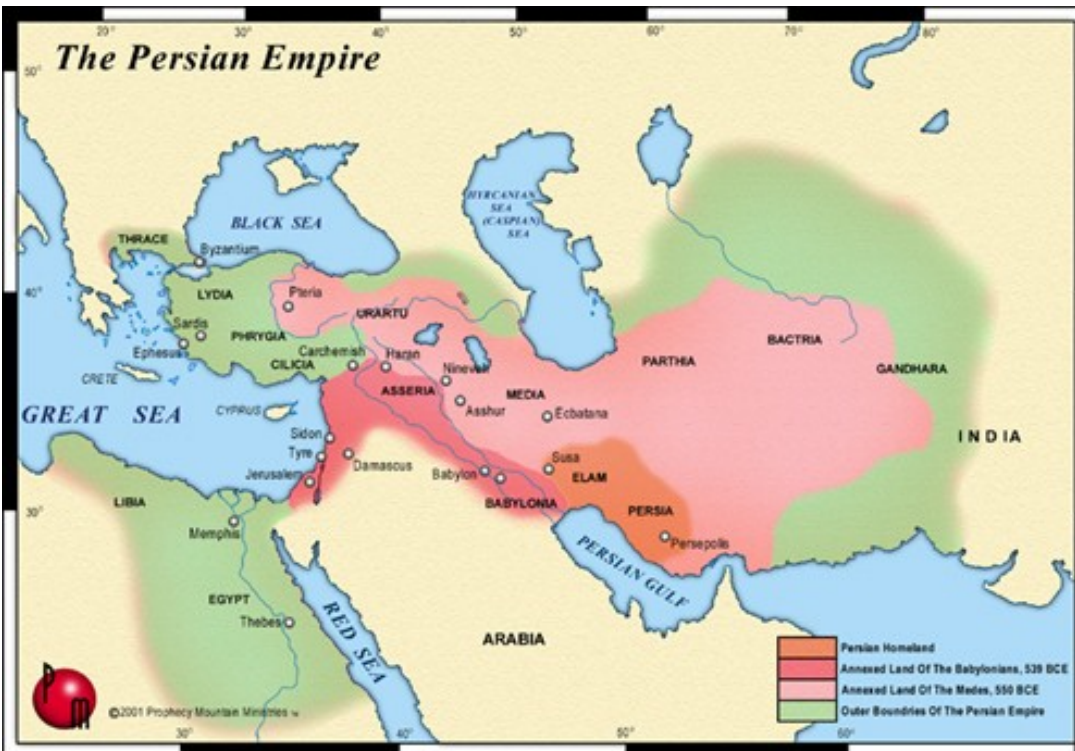 20°
30°
40°
50°
60°
70°
80°
The Persian Empire
50°
HYRCANIAN
SEA
(CASPIAN)
SEA
BLACK SEA
THRACE
Byzantium
40°
LYDIA
Pteria
URARTU
Sardis
PHRYGIA
BACTRIA
Ephesus
Carchemish
Haran
PARTHIA
CILICIA
Nineveh
GANDHARA
CRETE
ASSERIA
MEDIA
GREAT SEA
CYPRUS
Asshur
Ecbatana
INDIA
Sidon
Tyre
Damascus
Susa
Jerusalem
Babylon
ELAM
LIBIA
BABYLONIA
30°
PERSIA
Memphis
Persepolis
PERSIAN GULF
EGYPT
RED SEA
Thebes
ARABIA
Persian Homeland
Annexed Land Of The Babylonians, 539 BCE
Annexed Land Of The Medes, 550 BCE
Outer Boundries Of The Persian Empire
P
M
©2001 Prophecy Mountain Ministries
30°
40°
50°
60°